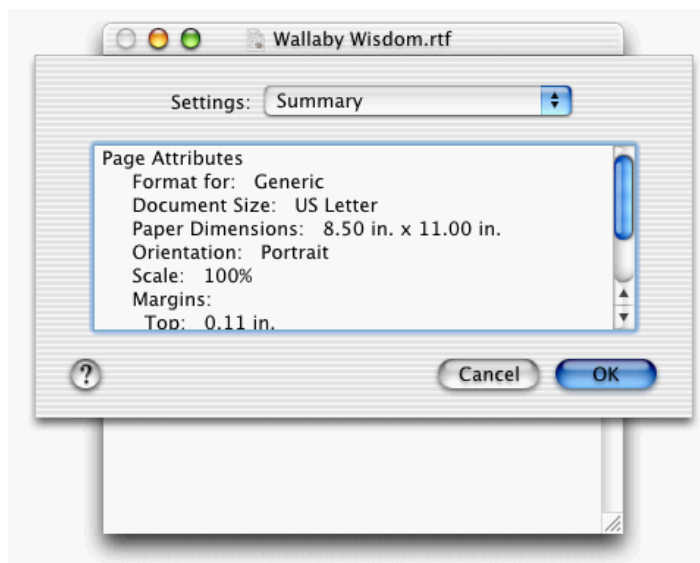 Wallaby Wisdom.rtf
Settings: Summary
Page Attributes
Format for: Generic
Document Size: US Letter
Paper Dimensions: 8.50 in. x 11.00 in.
Orientation: Portrait
Scale: 100%
Margins:
Top: 0.11 in.
? Cancel OK